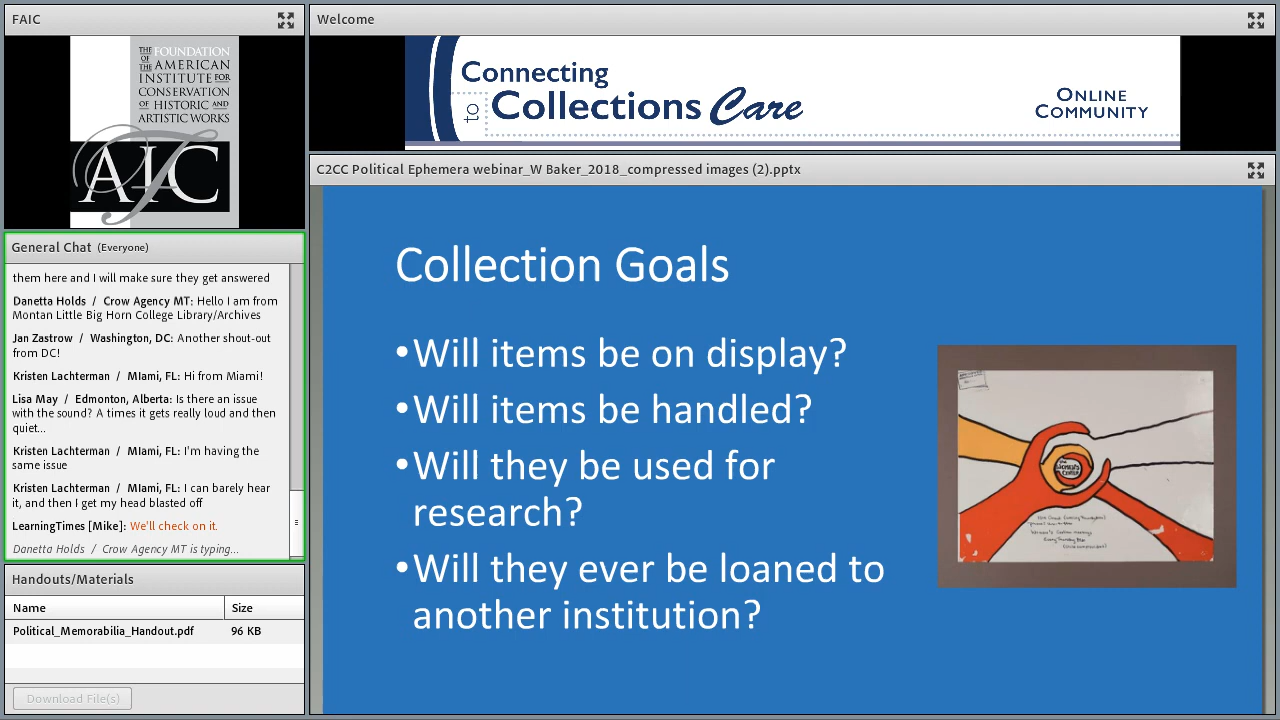 FAIC
THE FOUNDATION
OF THE AMERICAN
INSTITUTE FOR
CONSERVATION
OF HISTORIC AND
ARTISTIC WORKS
FAIC
General Chat (Everyone)
them here and I will make sure they get answered
Danetta Holds / Crow Agency MT: Hello I am from
Montan Little Big Horn College Library/Archives
Jan Zastrow / Washington, DC: Another shout-out
from DC!
Kristen Lachterman / MIami, FL: Hi from Miami!
Lisa May / Edmonton, Alberta: Is there an issue
with the sound? A times it gets really loud and then
quiet...
Kristen Lachterman / MIami, FL: I'm having the
same issue
Kristen Lachterman / MIami, FL: I can barely hear
it, and then I get my head blasted off
LearningTimes [Mike]: We'll check on it.
Danetta Holds / Crow Agency MT is typing...
Handouts/Materials
Name Size
Political_Memorabilia_Handout.pdf 96 KB
Download File(s)
Welcome
Connecting
to Collections Care
ONLINE
COMMUNITY
C2CC Political Ephemera webinar_W Baker_2018_compressed images (2).pptx
Collection Goals
•Will items be on display?
•Will items be handled?
•Will they be used for
research?
•Will they ever be loaned to
another institution?